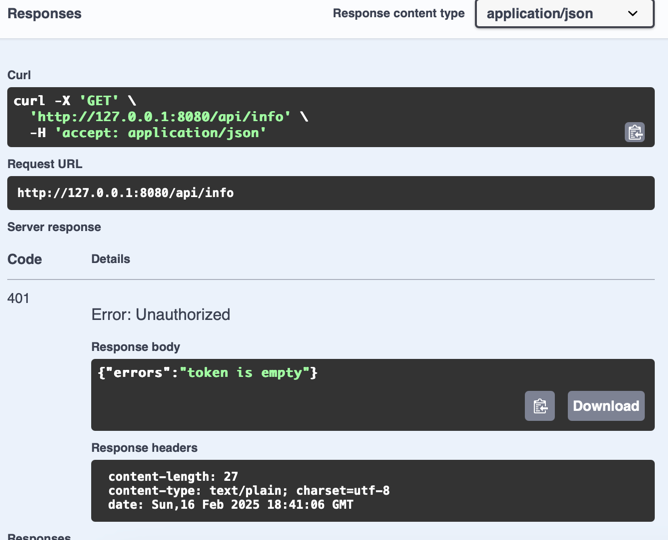 Responses
Response content type
application/json
Curl
curl -X 'GET' \
'http://127.0.0.1:8080/api/info' \
-H 'accept: application/json'
Request URL
http://127.0.0.1:8080/api/info
Server response
Code Details
401
Error: Unauthorized
Response body
{"errors":"token is empty"}
Download
Response headers
content-length: 27
content-type: text/plain; charset=utf-8
date: Sun,16 Feb 2025 18:41:06 GMT
Responses